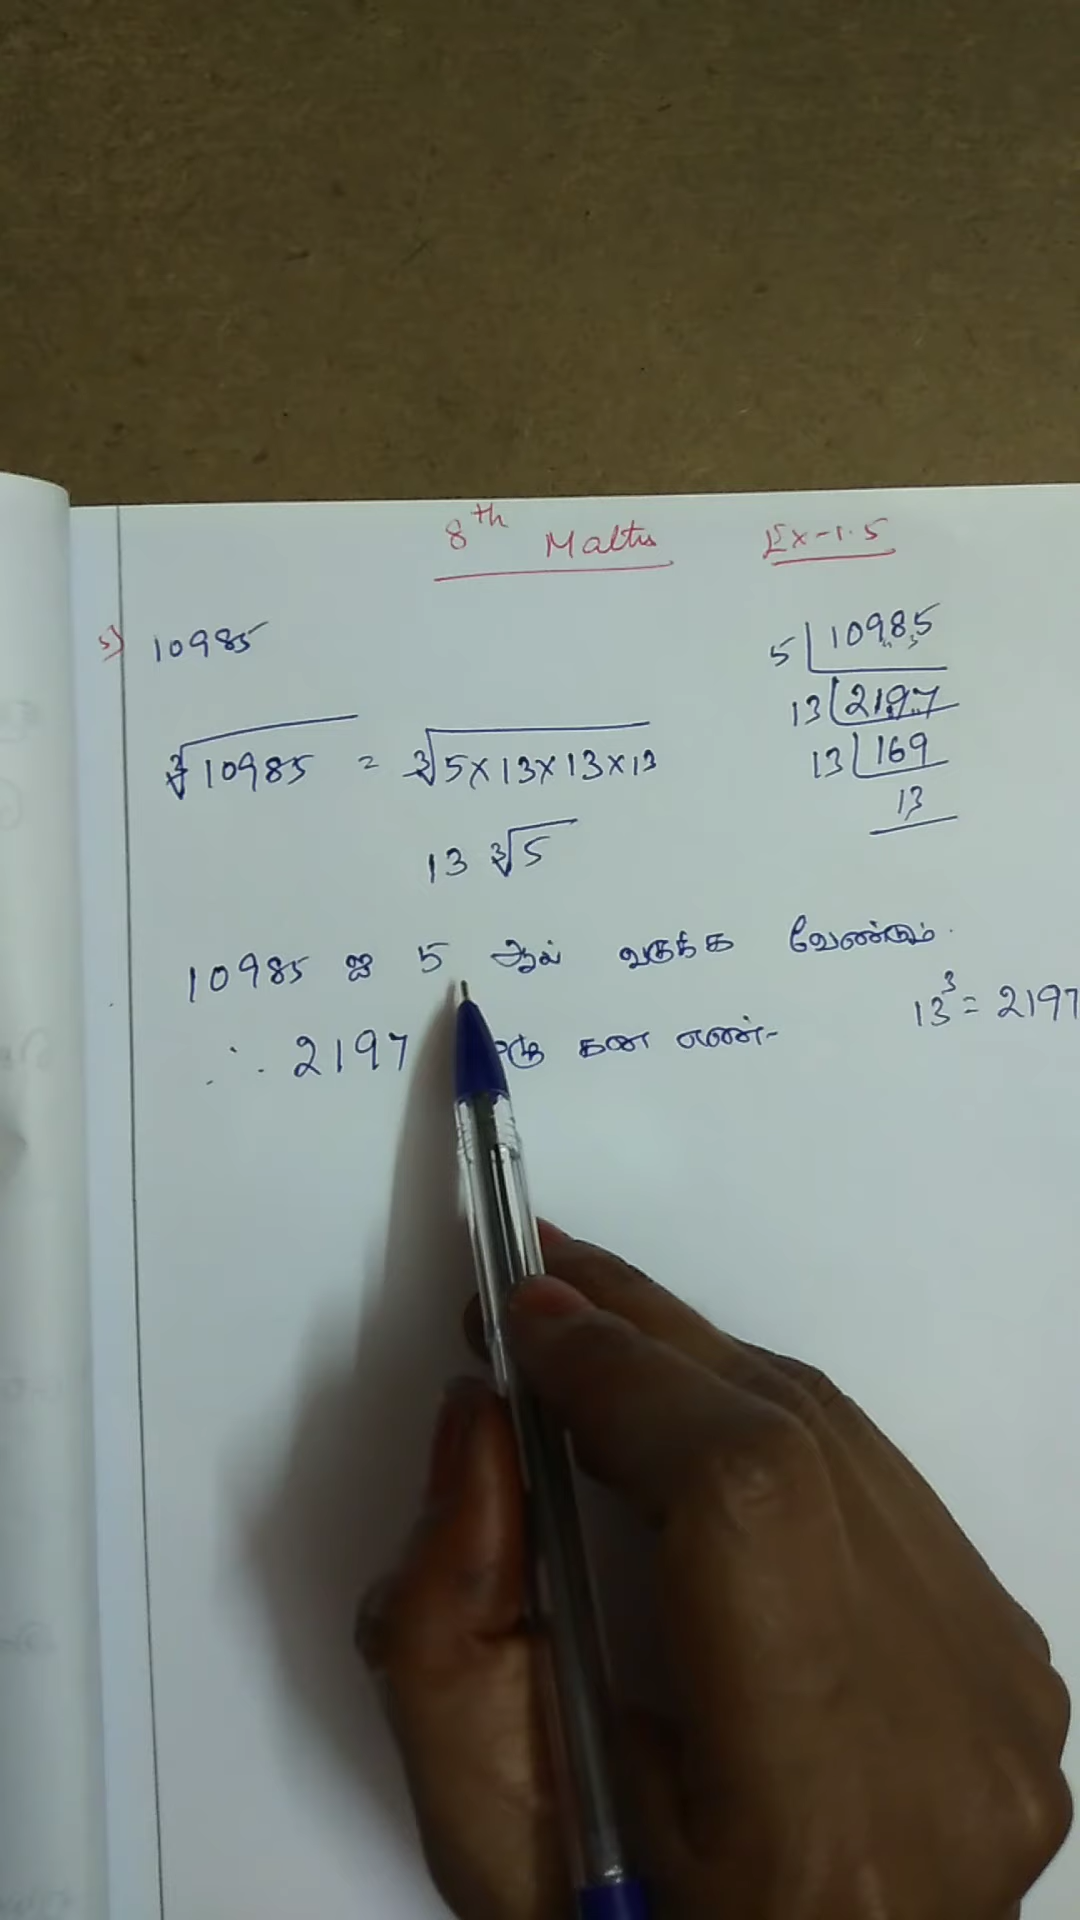 8th Maths Ex-1.5
5) 10985
∛10985 = ∛5×13×13×13
13 ∛5
5 | 10985
13 | 2197
13 | 169
13
10985 ஐ 5 ஆல் வகுக்க வேண்டும்.
∴ 2197 ஒரு கன எண்-
13³ = 2197